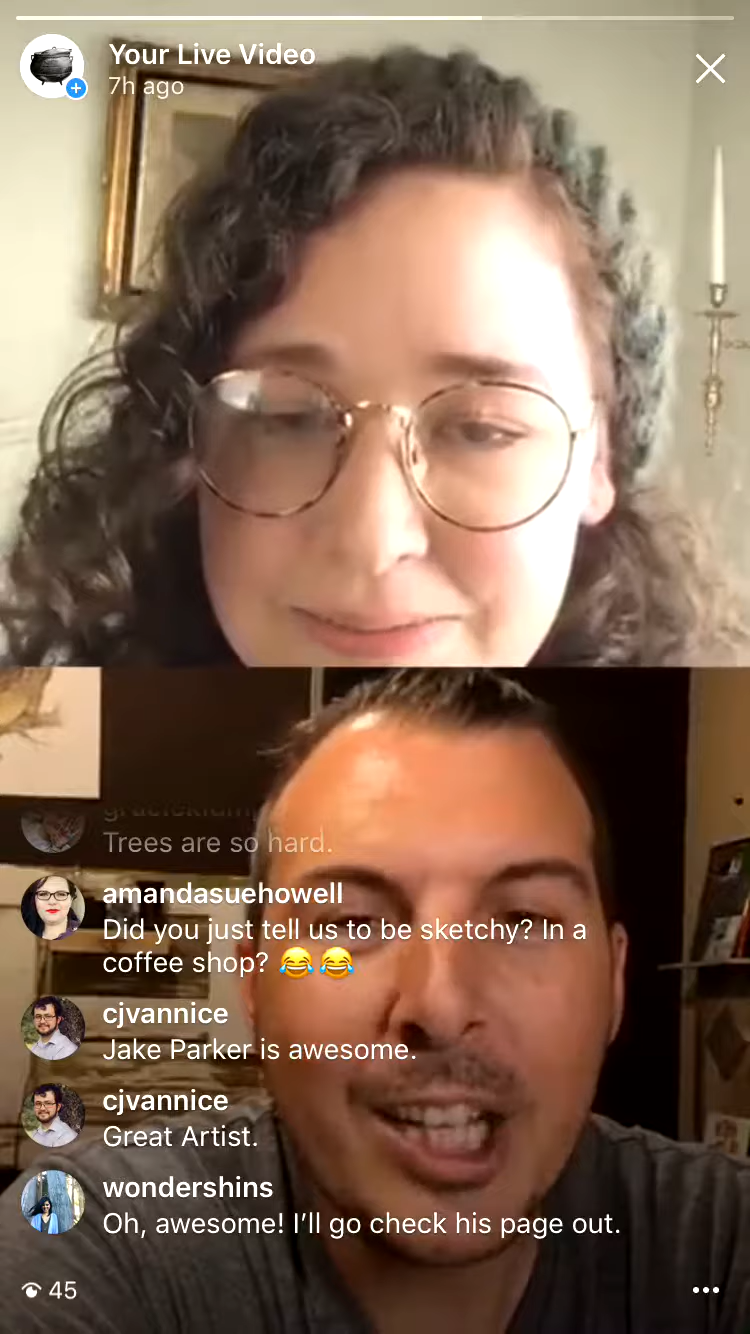 Your Live Video
7h ago
Trees are so hard.
amandasuehowell
Did you just tell us to be sketchy? In a
coffee shop? 😂 😂
cjvannice
Jake Parker is awesome.
cjvannice
Great Artist.
wondershins
Oh, awesome! I'll go check his page out.
45